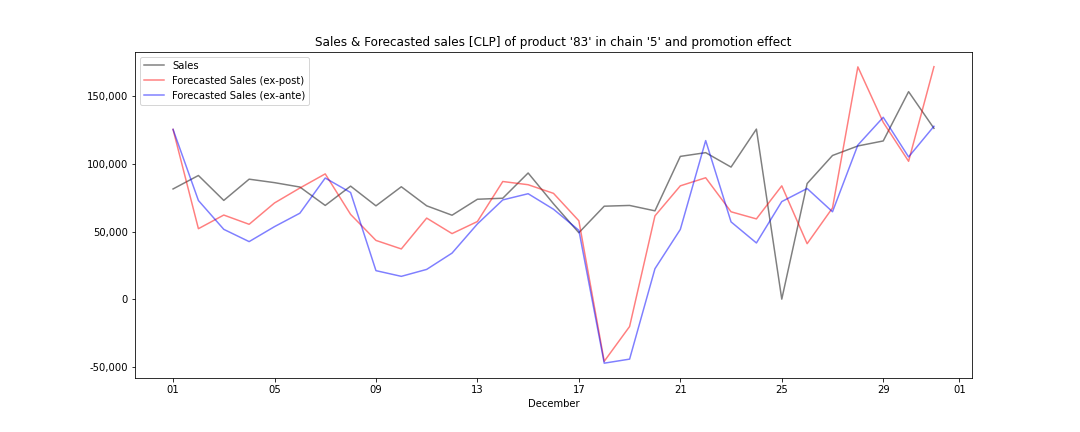 Sales & Forecasted sales [CLP] of product '83' in chain '5' and promotion effect
Sales
Forecasted Sales (ex-post)
Forecasted Sales (ex-ante)
150,000
100,000
50,000
0
-50,000
01 05 09 13 17 21 25 29 01
December